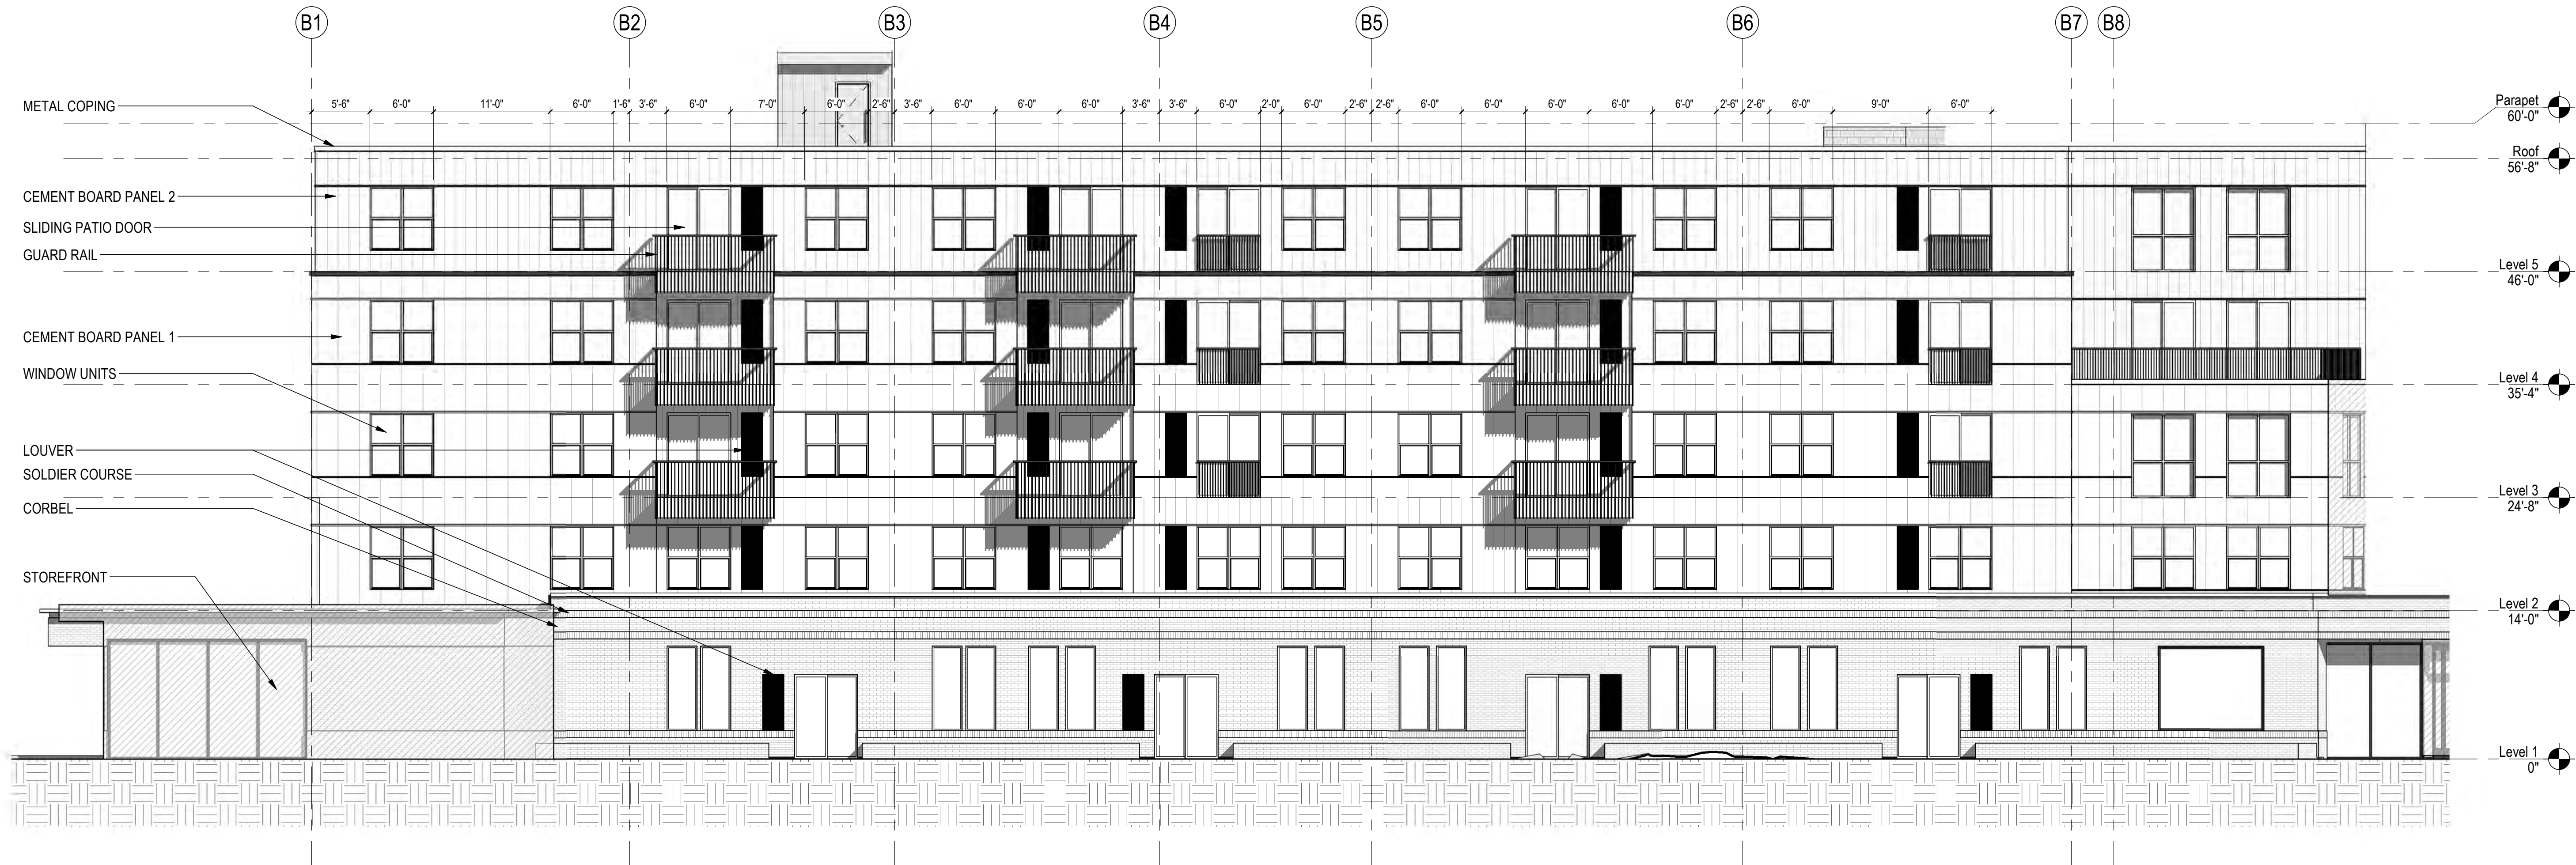 B1 B2 B3 B4 B5 B6 B7 B8
5'-6" 6'-0" 11'-0" 6'-0" 1'-6" 3'-6" 6'-0" 7'-0" 6'-0" 2'-6" 3'-6" 6'-0" 6'-0" 6'-0" 3'-6" 3'-6" 6'-0" 2'-0" 6'-0" 2'-6" 2'-6" 6'-0" 6'-0" 6'-0" 6'-0" 6'-0" 2'-6" 2'-6" 6'-0" 9'-0" 6'-0"
METAL COPING
CEMENT BOARD PANEL 2
SLIDING PATIO DOOR
GUARD RAIL
CEMENT BOARD PANEL 1
WINDOW UNITS
LOUVER
SOLDIER COURSE
CORBEL
STOREFRONT
Parapet
60'-0"
Roof
56'-8"
Level 5
46'-0"
Level 4
35'-4"
Level 3
24'-8"
Level 2
14'-0"
Level 1
0"